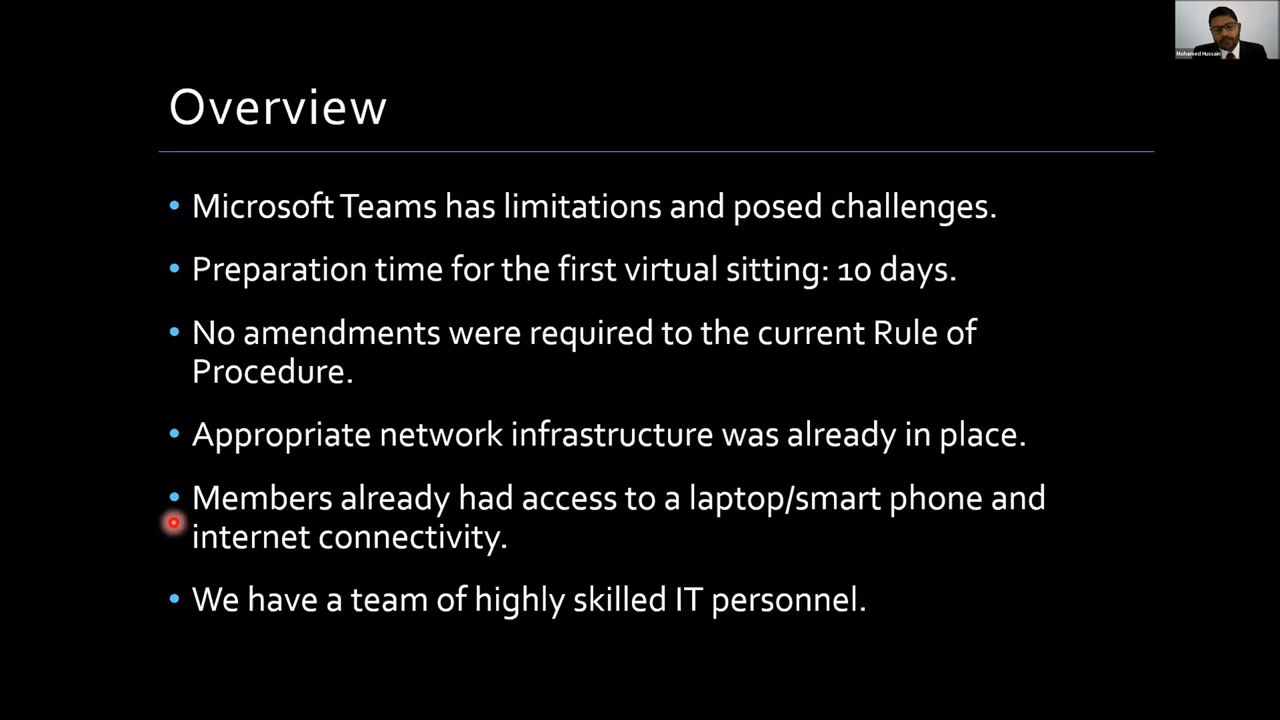 Mohamed Hussain
Overview
• Microsoft Teams has limitations and posed challenges.
• Preparation time for the first virtual sitting: 10 days.
• No amendments were required to the current Rule of
Procedure.
• Appropriate network infrastructure was already in place.
• Members already had access to a laptop/smart phone and
internet connectivity.
• We have a team of highly skilled IT personnel.